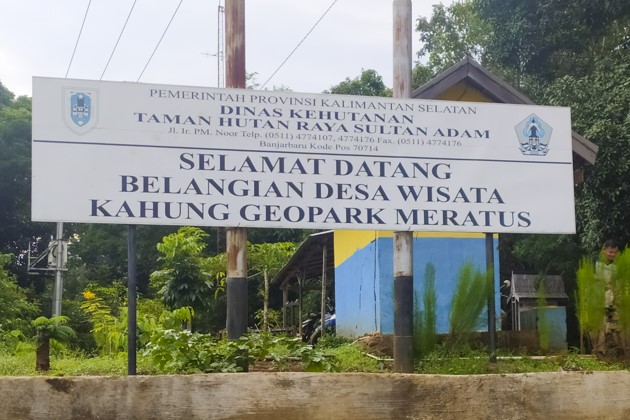 PEMERINTAH PROVINSI KALIMANTAN SELATAN
DINAS KEHUTANAN
TAMAN HUTAN RAYA SULTAN ADAM
Jl. Ir. PM. Noor Telp. (0511) 4774107, 4774176 Fax. (0511) 4774176
Banjarbaru Kode Pos 70714
SELAMAT DATANG
BELANGIAN DESA WISATA
KAHUNG GEOPARK MERATUS